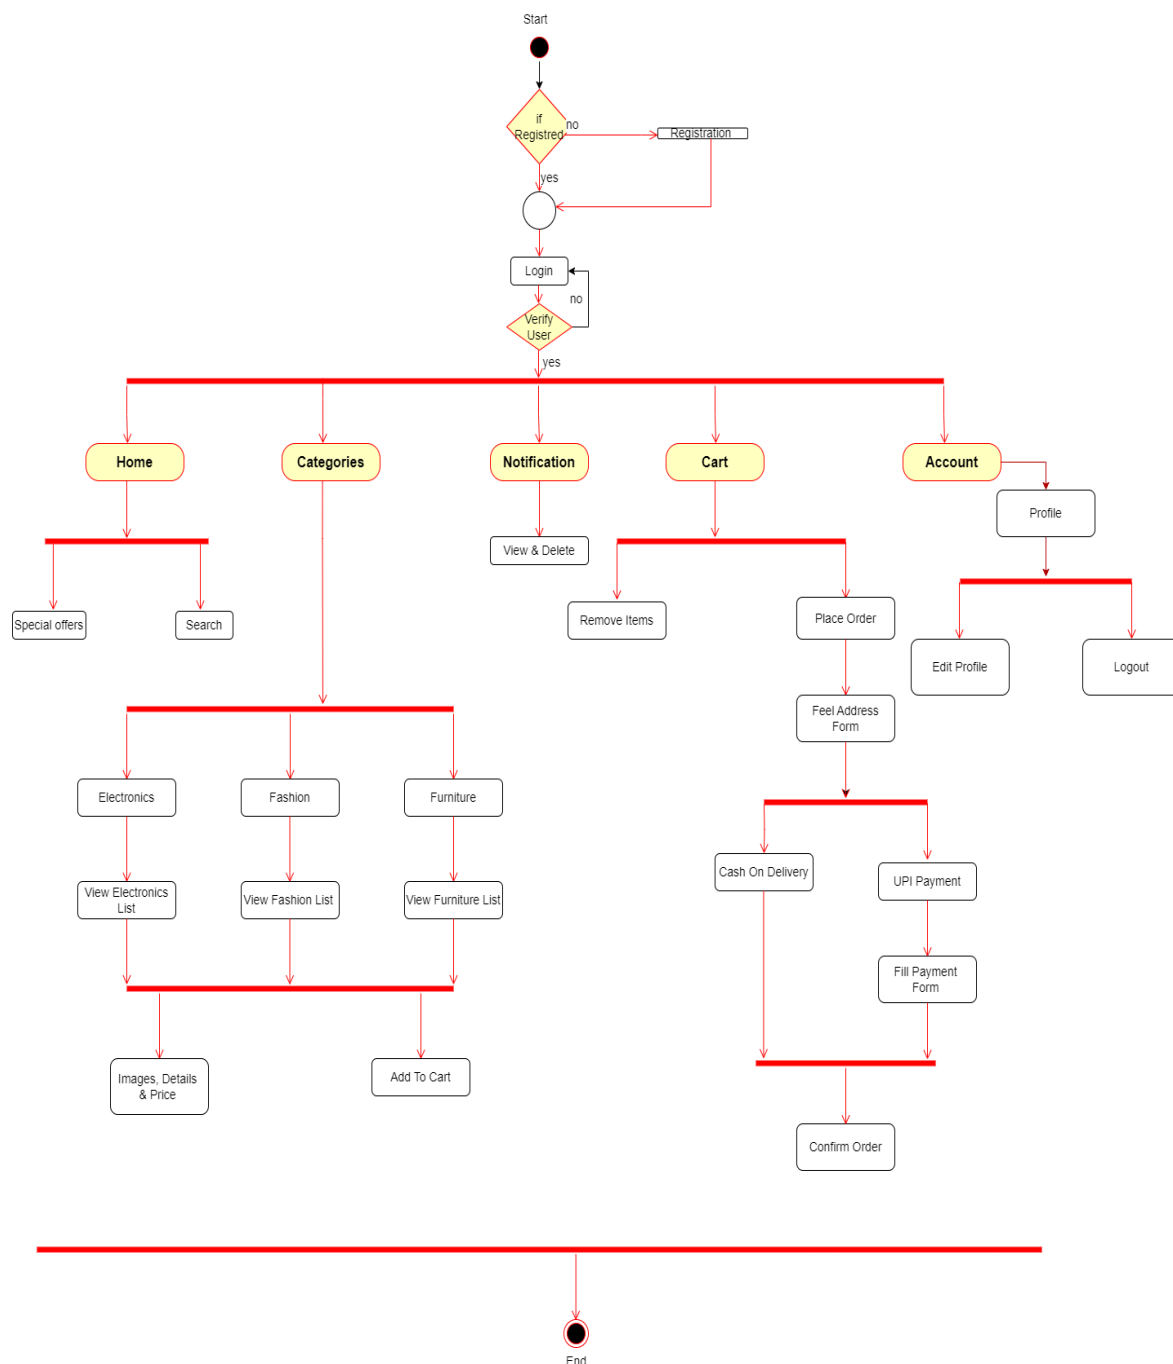 Start
if
Registred
no
Registration
yes
Login
no
Verify
User
yes
Home
Categories
Notification
Cart
Account
Profile
View & Delete
Special offers
Search
Remove Items
Place Order
Edit Profile
Logout
Feel Address
Form
Electronics
Fashion
Furniture
Cash On Delivery
UPI Payment
View Electronics
List
View Fashion List
View Furniture List
Fill Payment
Form
Images, Details
& Price
Add To Cart
Confirm Order
End